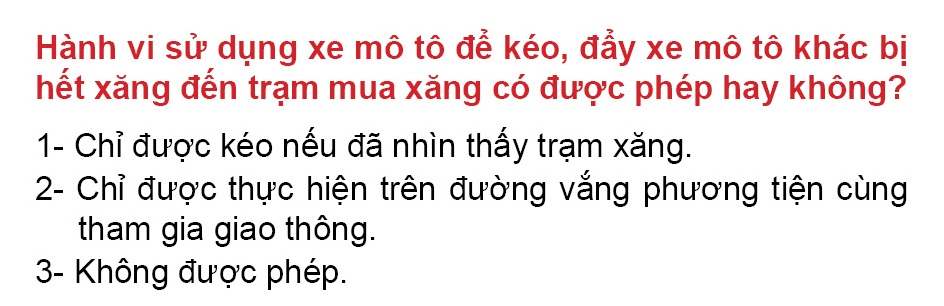 Hành vi sử dụng xe mô tô để kéo, đẩy xe mô tô khác bị
hết xăng đến trạm mua xăng có được phép hay không?
1- Chỉ được kéo nếu đã nhìn thấy trạm xăng.
2- Chỉ được thực hiện trên đường vắng phương tiện cùng
tham gia giao thông.
3- Không được phép.